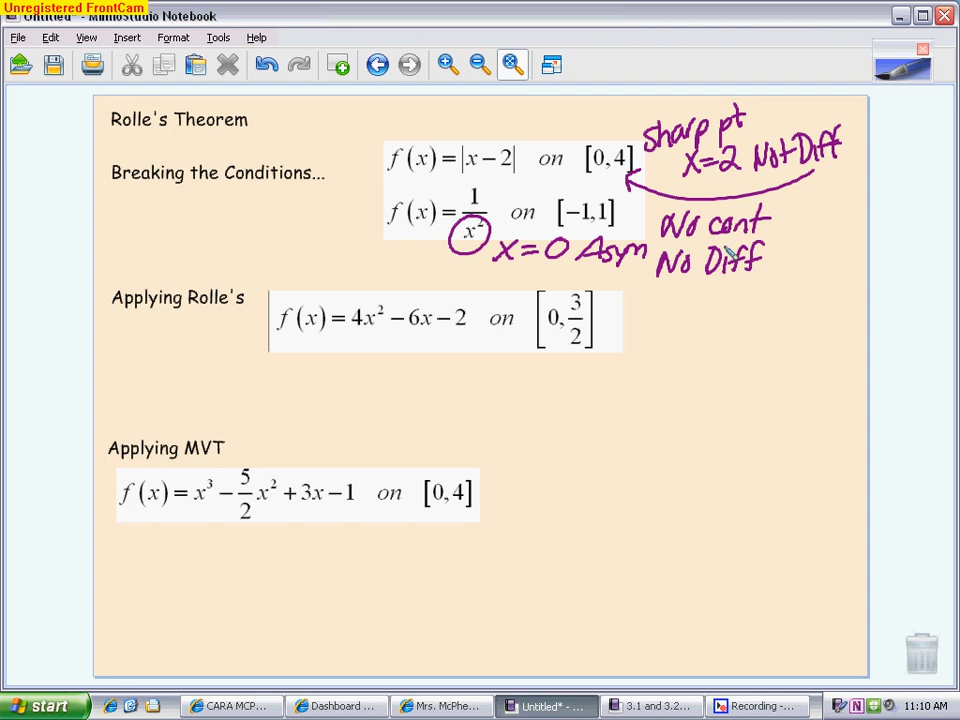 Unregistered FrontCam
Untitled* - MimioStudio Notebook
File Edit View Insert Format Tools Help
Rolle's Theorem
Breaking the Conditions...
f(x) = |x − 2| on [0,4]
sharp pt
x=2 Not Diff
f(x) = 1/x² on [−1,1]
No cont
x=0 Asym No Diff
Applying Rolle's
f(x) = 4x² − 6x − 2 on [0, 3/2]
Applying MVT
f(x) = x³ − 5/2 x² + 3x − 1 on [0,4]
start CARA MCP... Dashboard ... Mrs. McPhe... Untitled* - ... 3.1 and 3.2... Recording -... 11:10 AM